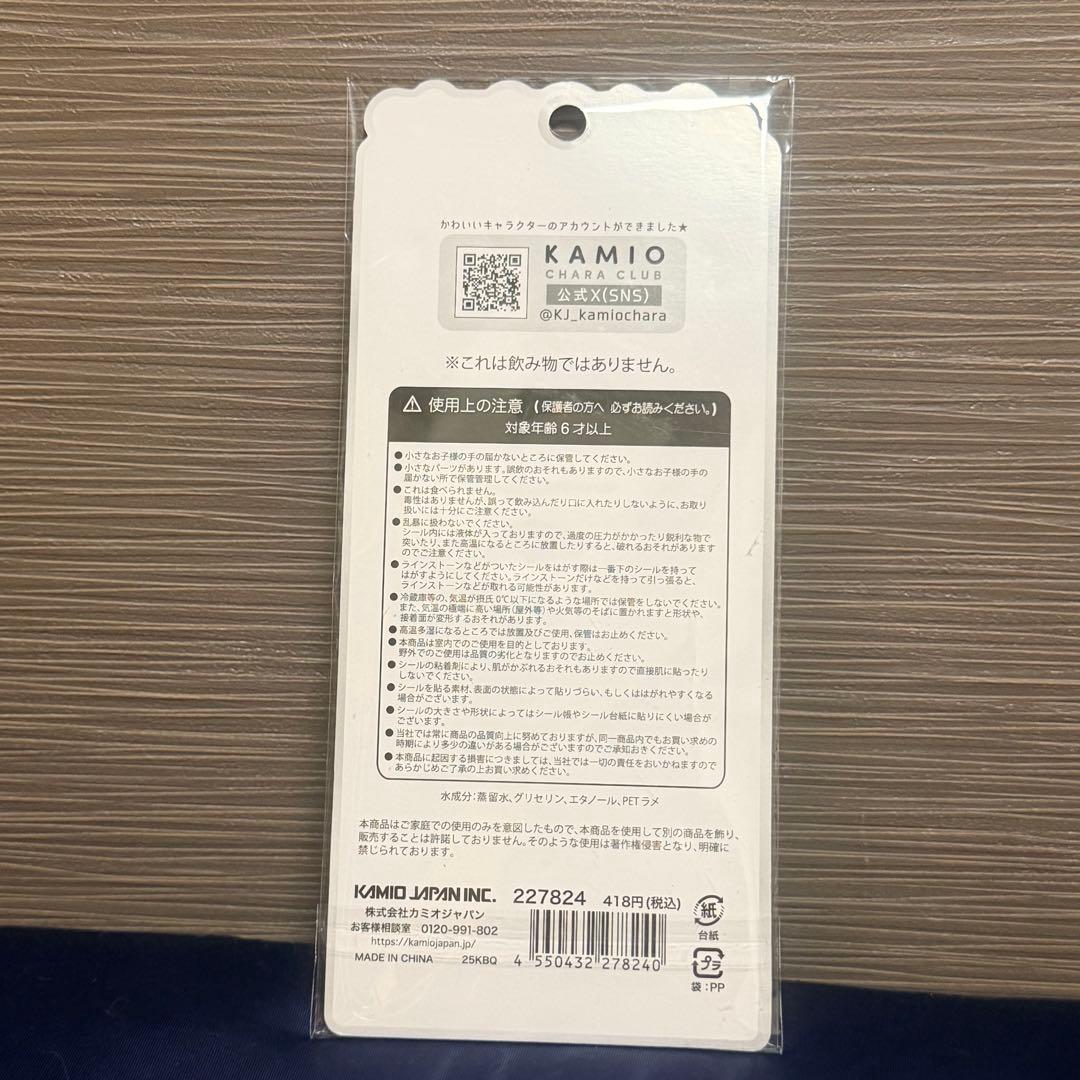 かわいいキャラクターのアカウントができました★
KAMIO
CHARA CLUB
公式X(SNS)
@KJ_kamiochara
※これは飲み物ではありません。
⚠ 使用上の注意 (保護者の方へ 必ずお読みください。)
対象年齢6才以上
●小さなお子様の手の届かないところに保管してください。
●小さなパーツがあります。誤飲のおそれもありますので、小さなお子様の手の
届かない所で保管管理してください。
●これは食べられません。
毒性はありませんが、誤って飲み込んだり口に入れたりしないように、お取り
扱いには十分にご注意ください。
●乱暴に扱わないでください。
シール内には液体が入っておりますので、過度の圧力がかかったり鋭利な物で
突いたり、また高温になるところに放置したりすると、破れるおそれがあります
のでご注意ください。
●ラインストーンなどがついたシールをはがす際は一番下のシールを持って
はがすようにしてください。ラインストーンだけなどを持って引っ張ると、
ラインストーンなどが取れる可能性があります。
●冷蔵庫等の、気温が摂氏0℃以下になるような場所では保管をしないでください。
また、気温の極端に高い場所(屋外等)や火気等のそばに置かれますと形状や、
接着面が変形するおそれがあります。
●高温多湿になるところでは放置及びご使用、保管はお止めください。
●本商品は室内でのご使用を目的としております。
野外でのご使用は品質の劣化となりますのでお止めください。
●シールの粘着剤により、肌がかぶれるおそれもありますので直接肌に貼ったり
しないでください。
●シールを貼る素材、表面の状態によって貼りづらい、もしくははがれやすくなる
場合がございます。
●シールの大きさや形状によってはシール帳やシール台紙に貼りにくい場合が
ございます。
●当社では常に商品の品質向上に努めておりますが、同一商品内でもお買い求めの
時期により多少の違いがある場合がございますのでご承知おきください。
●本商品に起因する損害につきましては、当社では一切の責任をおいかねますので
あらかじめご了承の上お買い求めください。
水成分:蒸留水、グリセリン、エタノール、PETラメ
本商品はご家庭での使用のみを意図したもので、本商品を使用して別の商品を飾り、
販売することは許諾しておりません。そのような使用は著作権侵害となり、明確に
禁じられております。
KAMIO JAPAN INC. 227824 418円(税込)
株式会社カミオジャパン
お客様相談室 0120-991-802
https://kamiojapan.jp/
MADE IN CHINA 25KBQ
4 550432 278240
紙
台紙
プラ
袋:PP